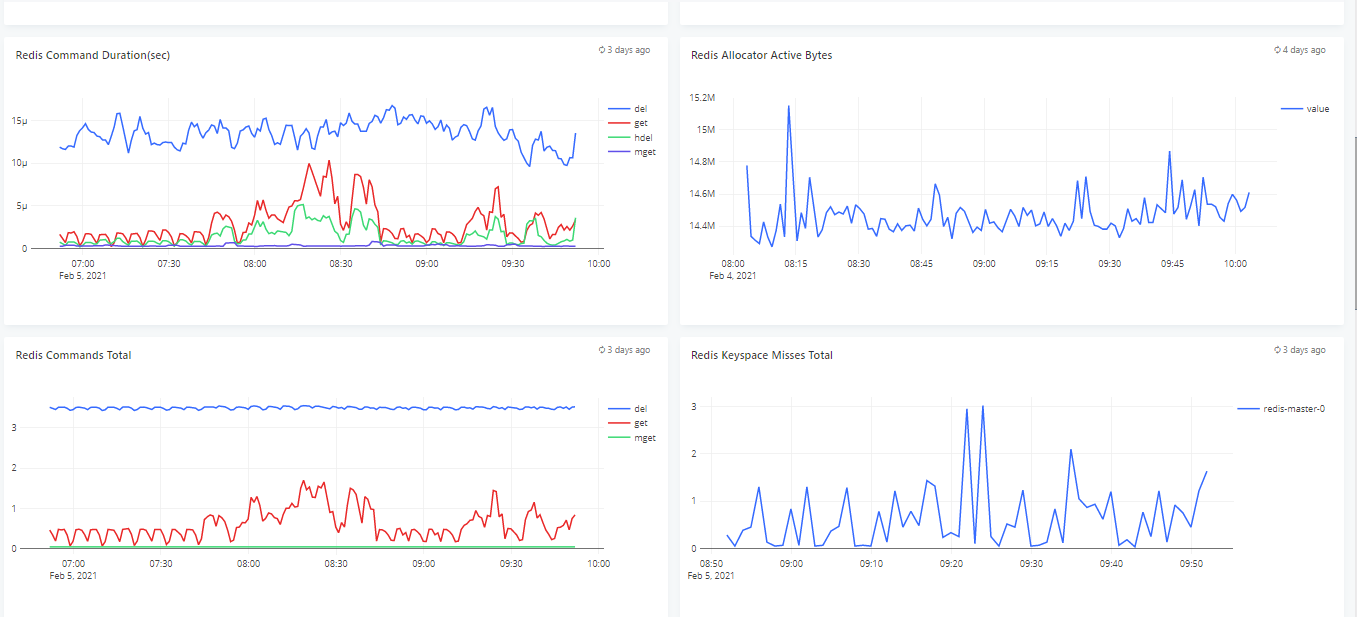 Redis Command Duration(sec)
3 days ago
15μ
10μ
5μ
0
07:00
07:30
08:00
08:30
09:00
09:30
10:00
Feb 5, 2021
del
get
hdel
mget
Redis Allocator Active Bytes
4 days ago
15.2M
15M
14.8M
14.6M
14.4M
08:00
08:15
08:30
08:45
09:00
09:15
09:30
09:45
10:00
Feb 4, 2021
value
Redis Commands Total
3 days ago
3
2
1
0
07:00
07:30
08:00
08:30
09:00
09:30
10:00
Feb 5, 2021
del
get
mget
Redis Keyspace Misses Total
3 days ago
3
2
1
0
08:50
09:00
09:10
09:20
09:30
09:40
09:50
Feb 5, 2021
redis-master-0